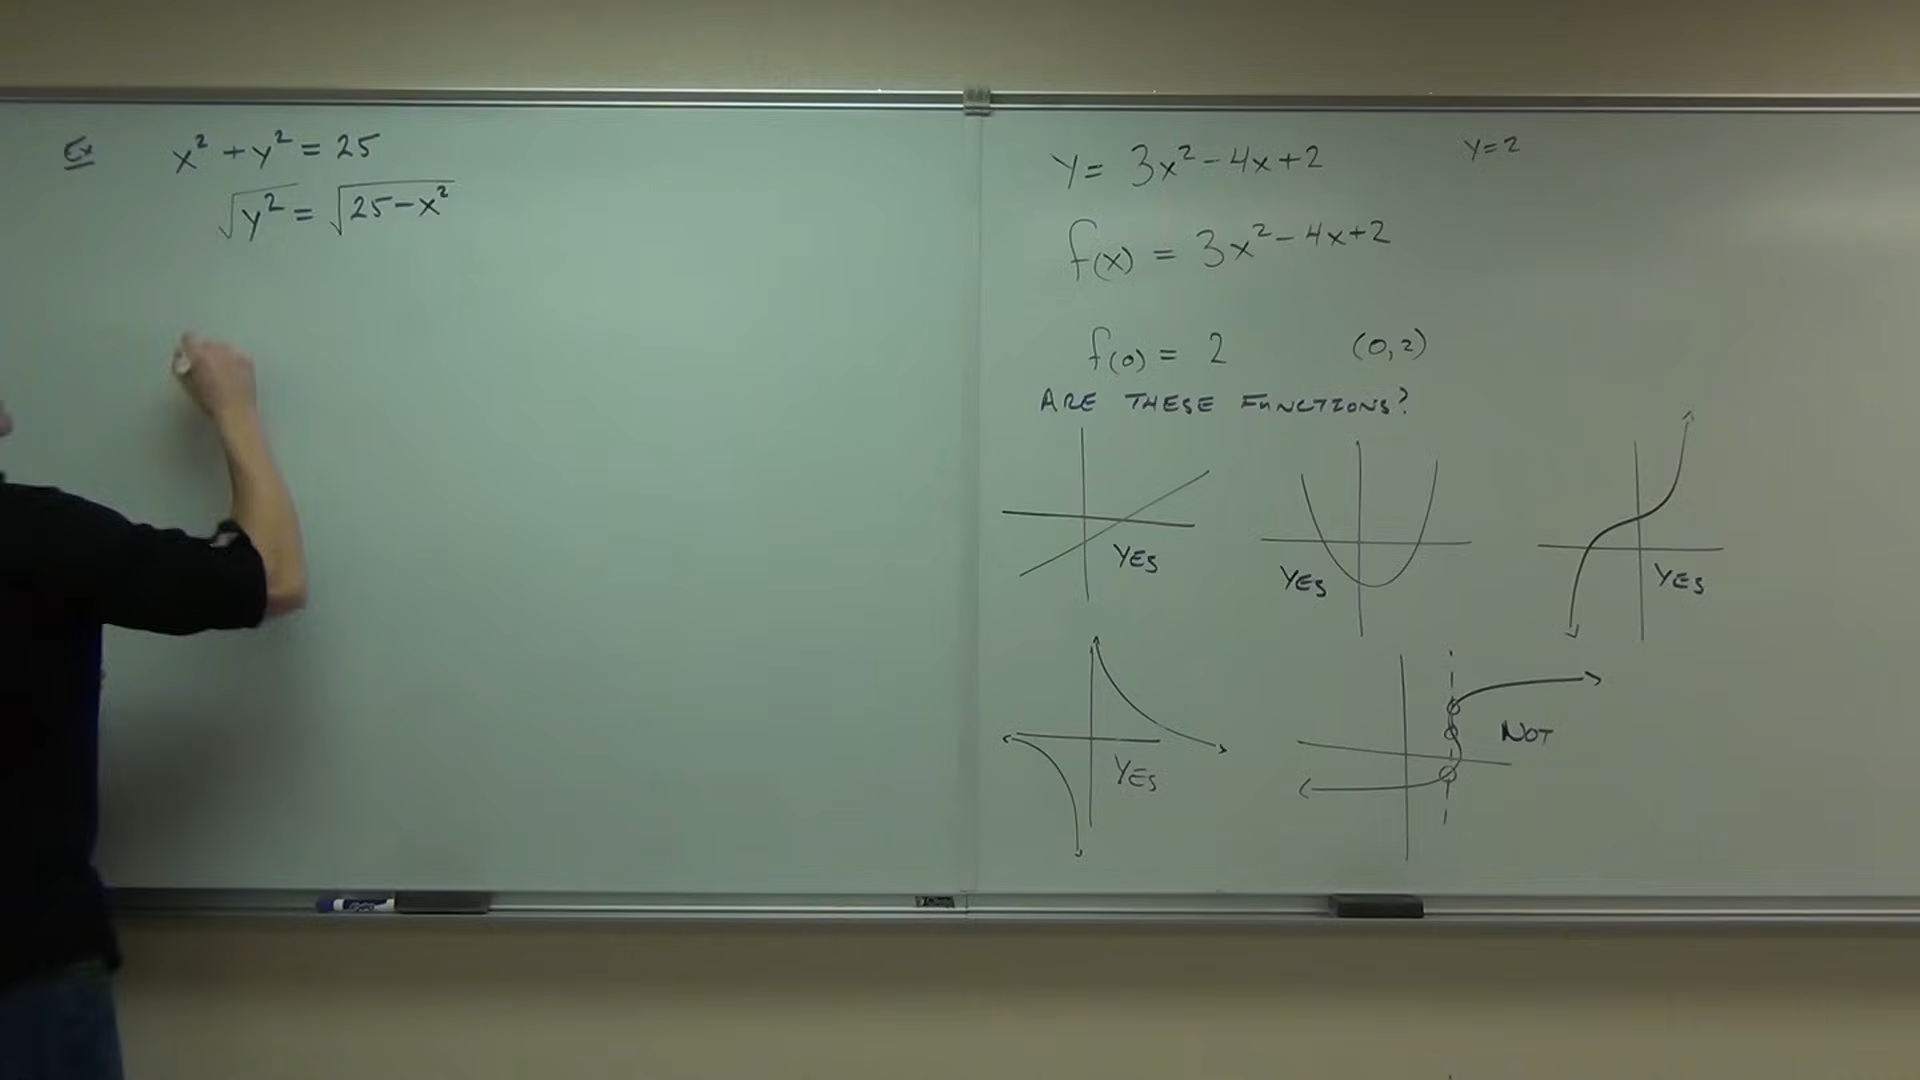 Ex x² + y² = 25
√y² = √25-x²
y = 3x² - 4x + 2
y = 2
f(x) = 3x² - 4x + 2
f(0) = 2 (0,2)
ARE THESE FUNCTIONS?
YES
YES
YES
YES
NOT
EXPO